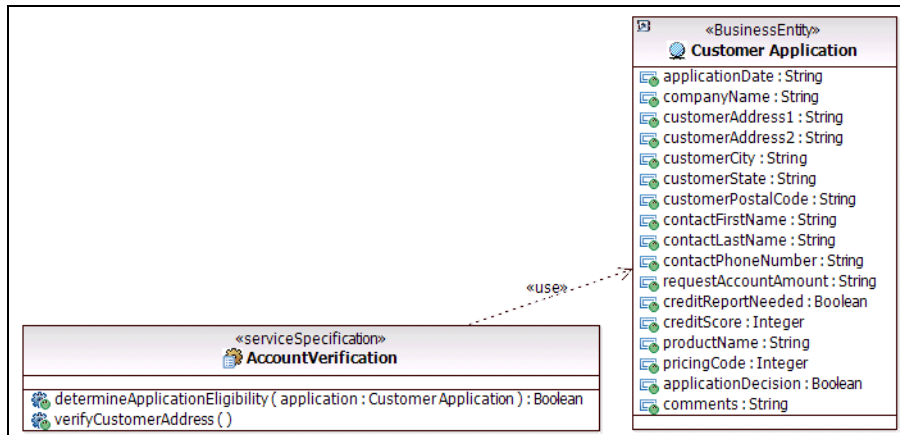 «BusinessEntity»
Customer Application
applicationDate : String
companyName : String
customerAddress1 : String
customerAddress2 : String
customerCity : String
customerState : String
customerPostalCode : String
contactFirstName : String
contactLastName : String
contactPhoneNumber : String
requestAccountAmount : String
creditReportNeeded : Boolean
creditScore : Integer
productName : String
pricingCode : Integer
applicationDecision : Boolean
comments : String
«use»
«serviceSpecification»
AccountVerification
determineApplicationEligibility ( application : Customer Application ) : Boolean
verifyCustomerAddress ( )